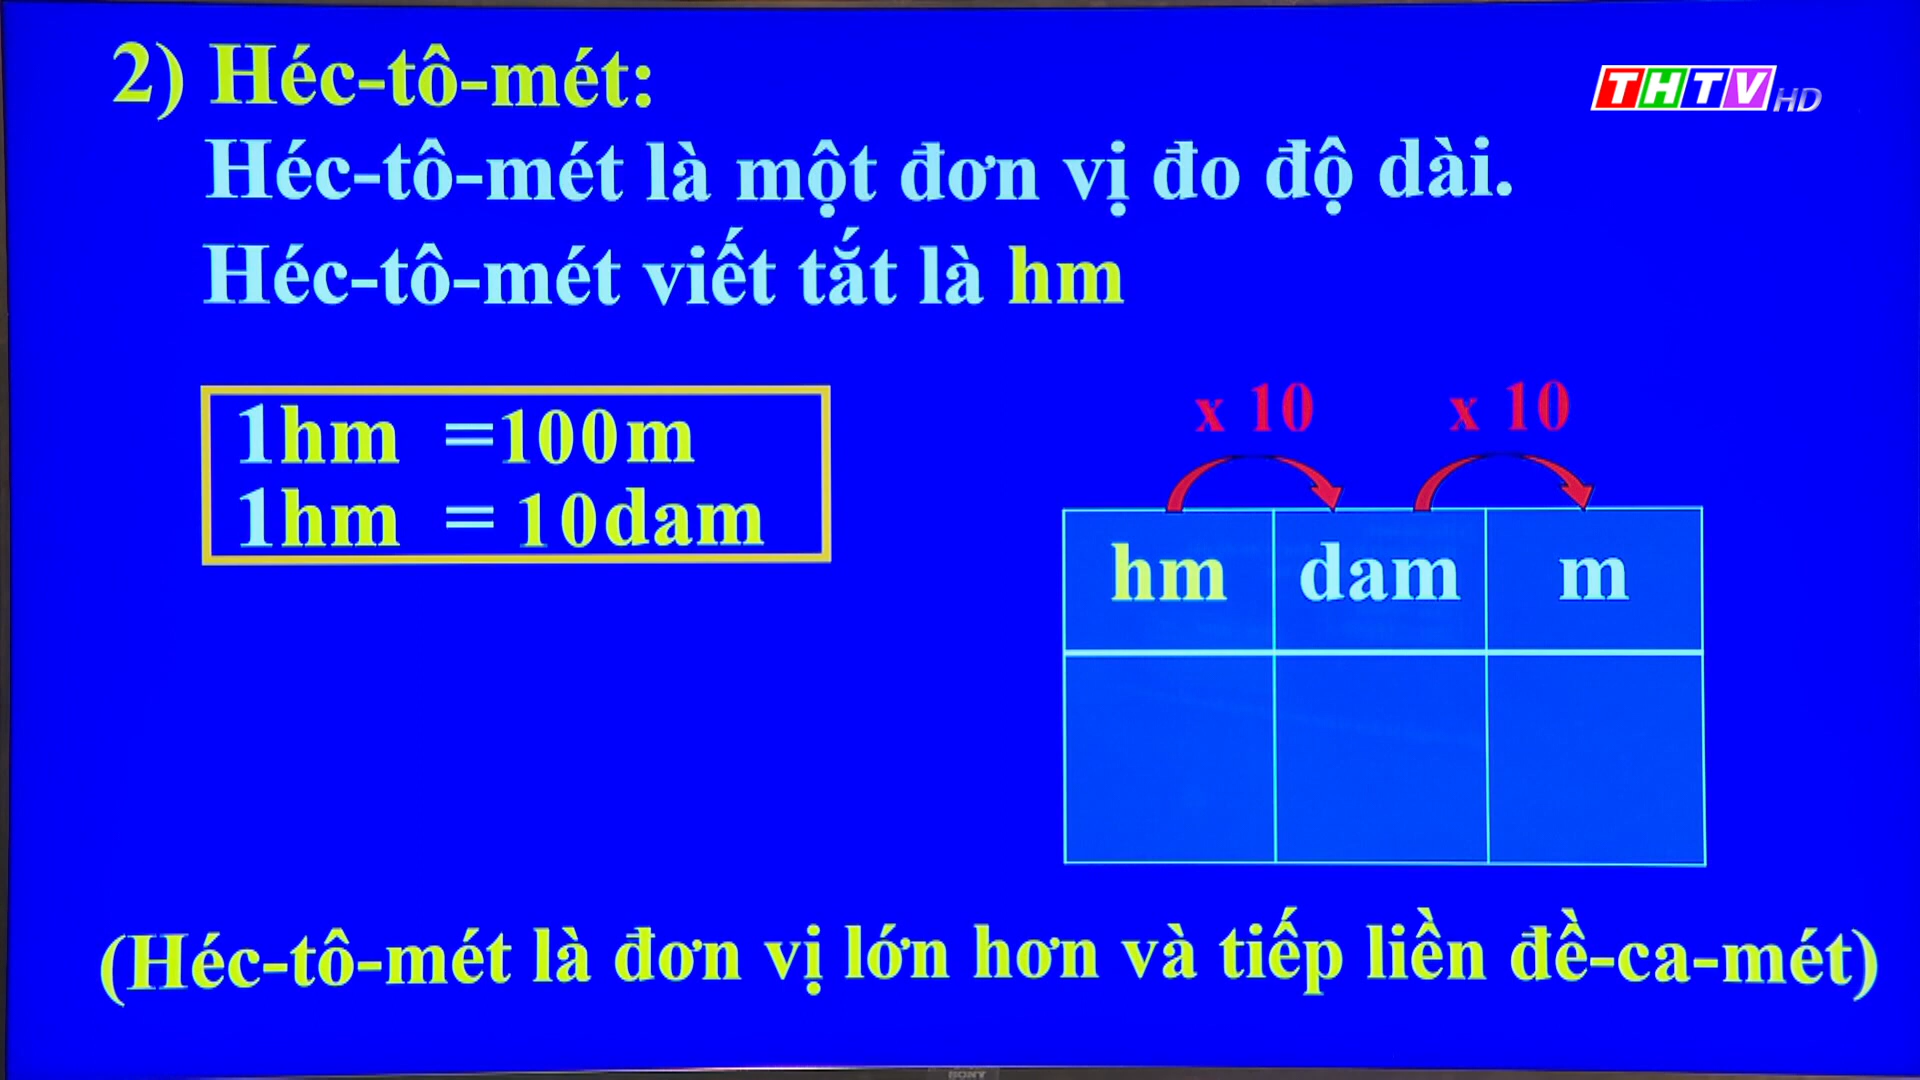 2) Héc-tô-mét:
THTV HD
Héc-tô-mét là một đơn vị đo độ dài.
Héc-tô-mét viết tắt là hm
1hm =100m
1hm = 10dam
x 10 x 10
hm dam m
(Héc-tô-mét là đơn vị lớn hơn và tiếp liền đề-ca-mét)
SONY